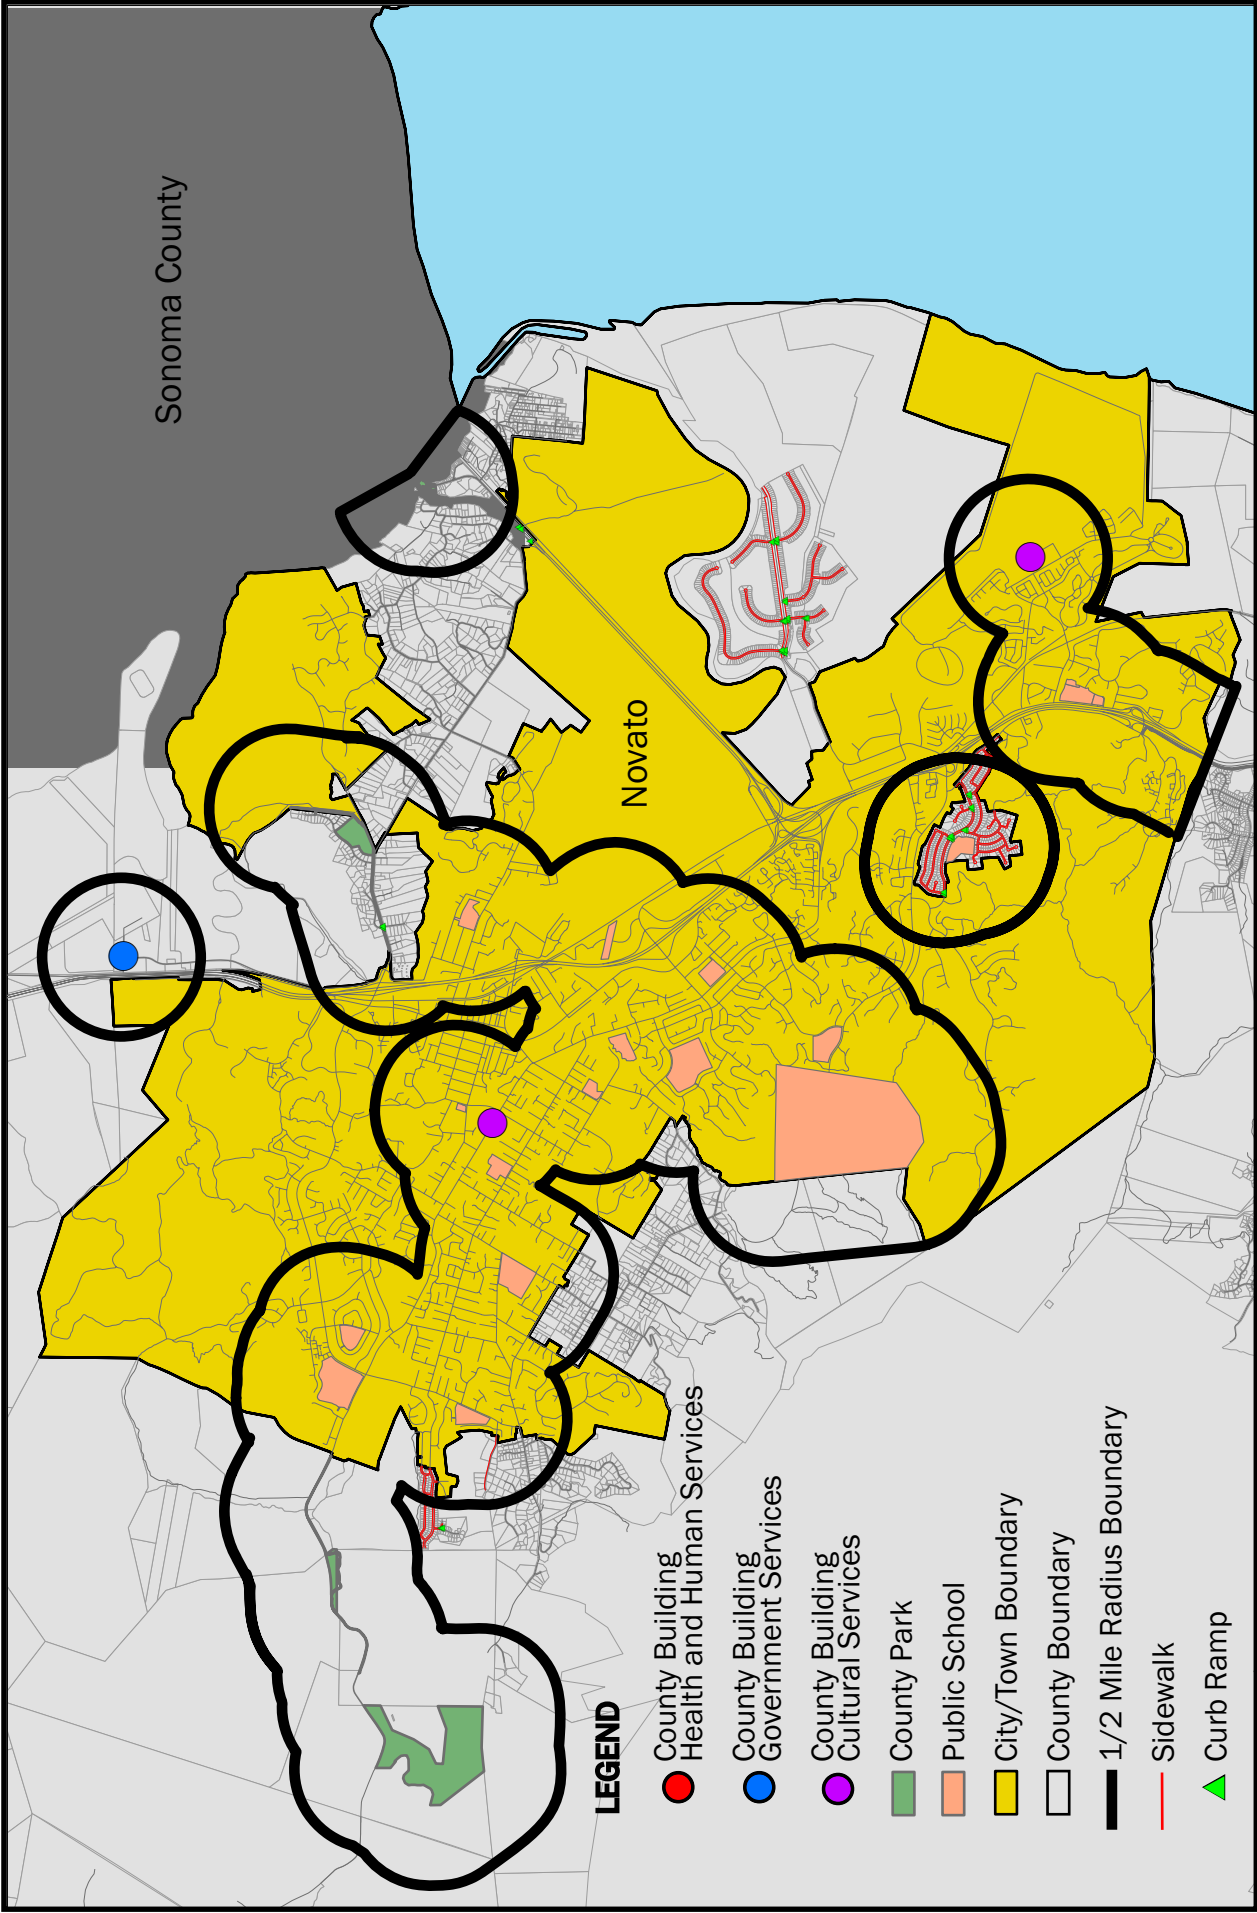 Sonoma County
Novato
LEGEND
County Building
Health and Human Services
County Building
Government Services
County Building
Cultural Services
County Park
Public School
City/Town Boundary
County Boundary
1/2 Mile Radius Boundary
Sidewalk
Curb Ramp